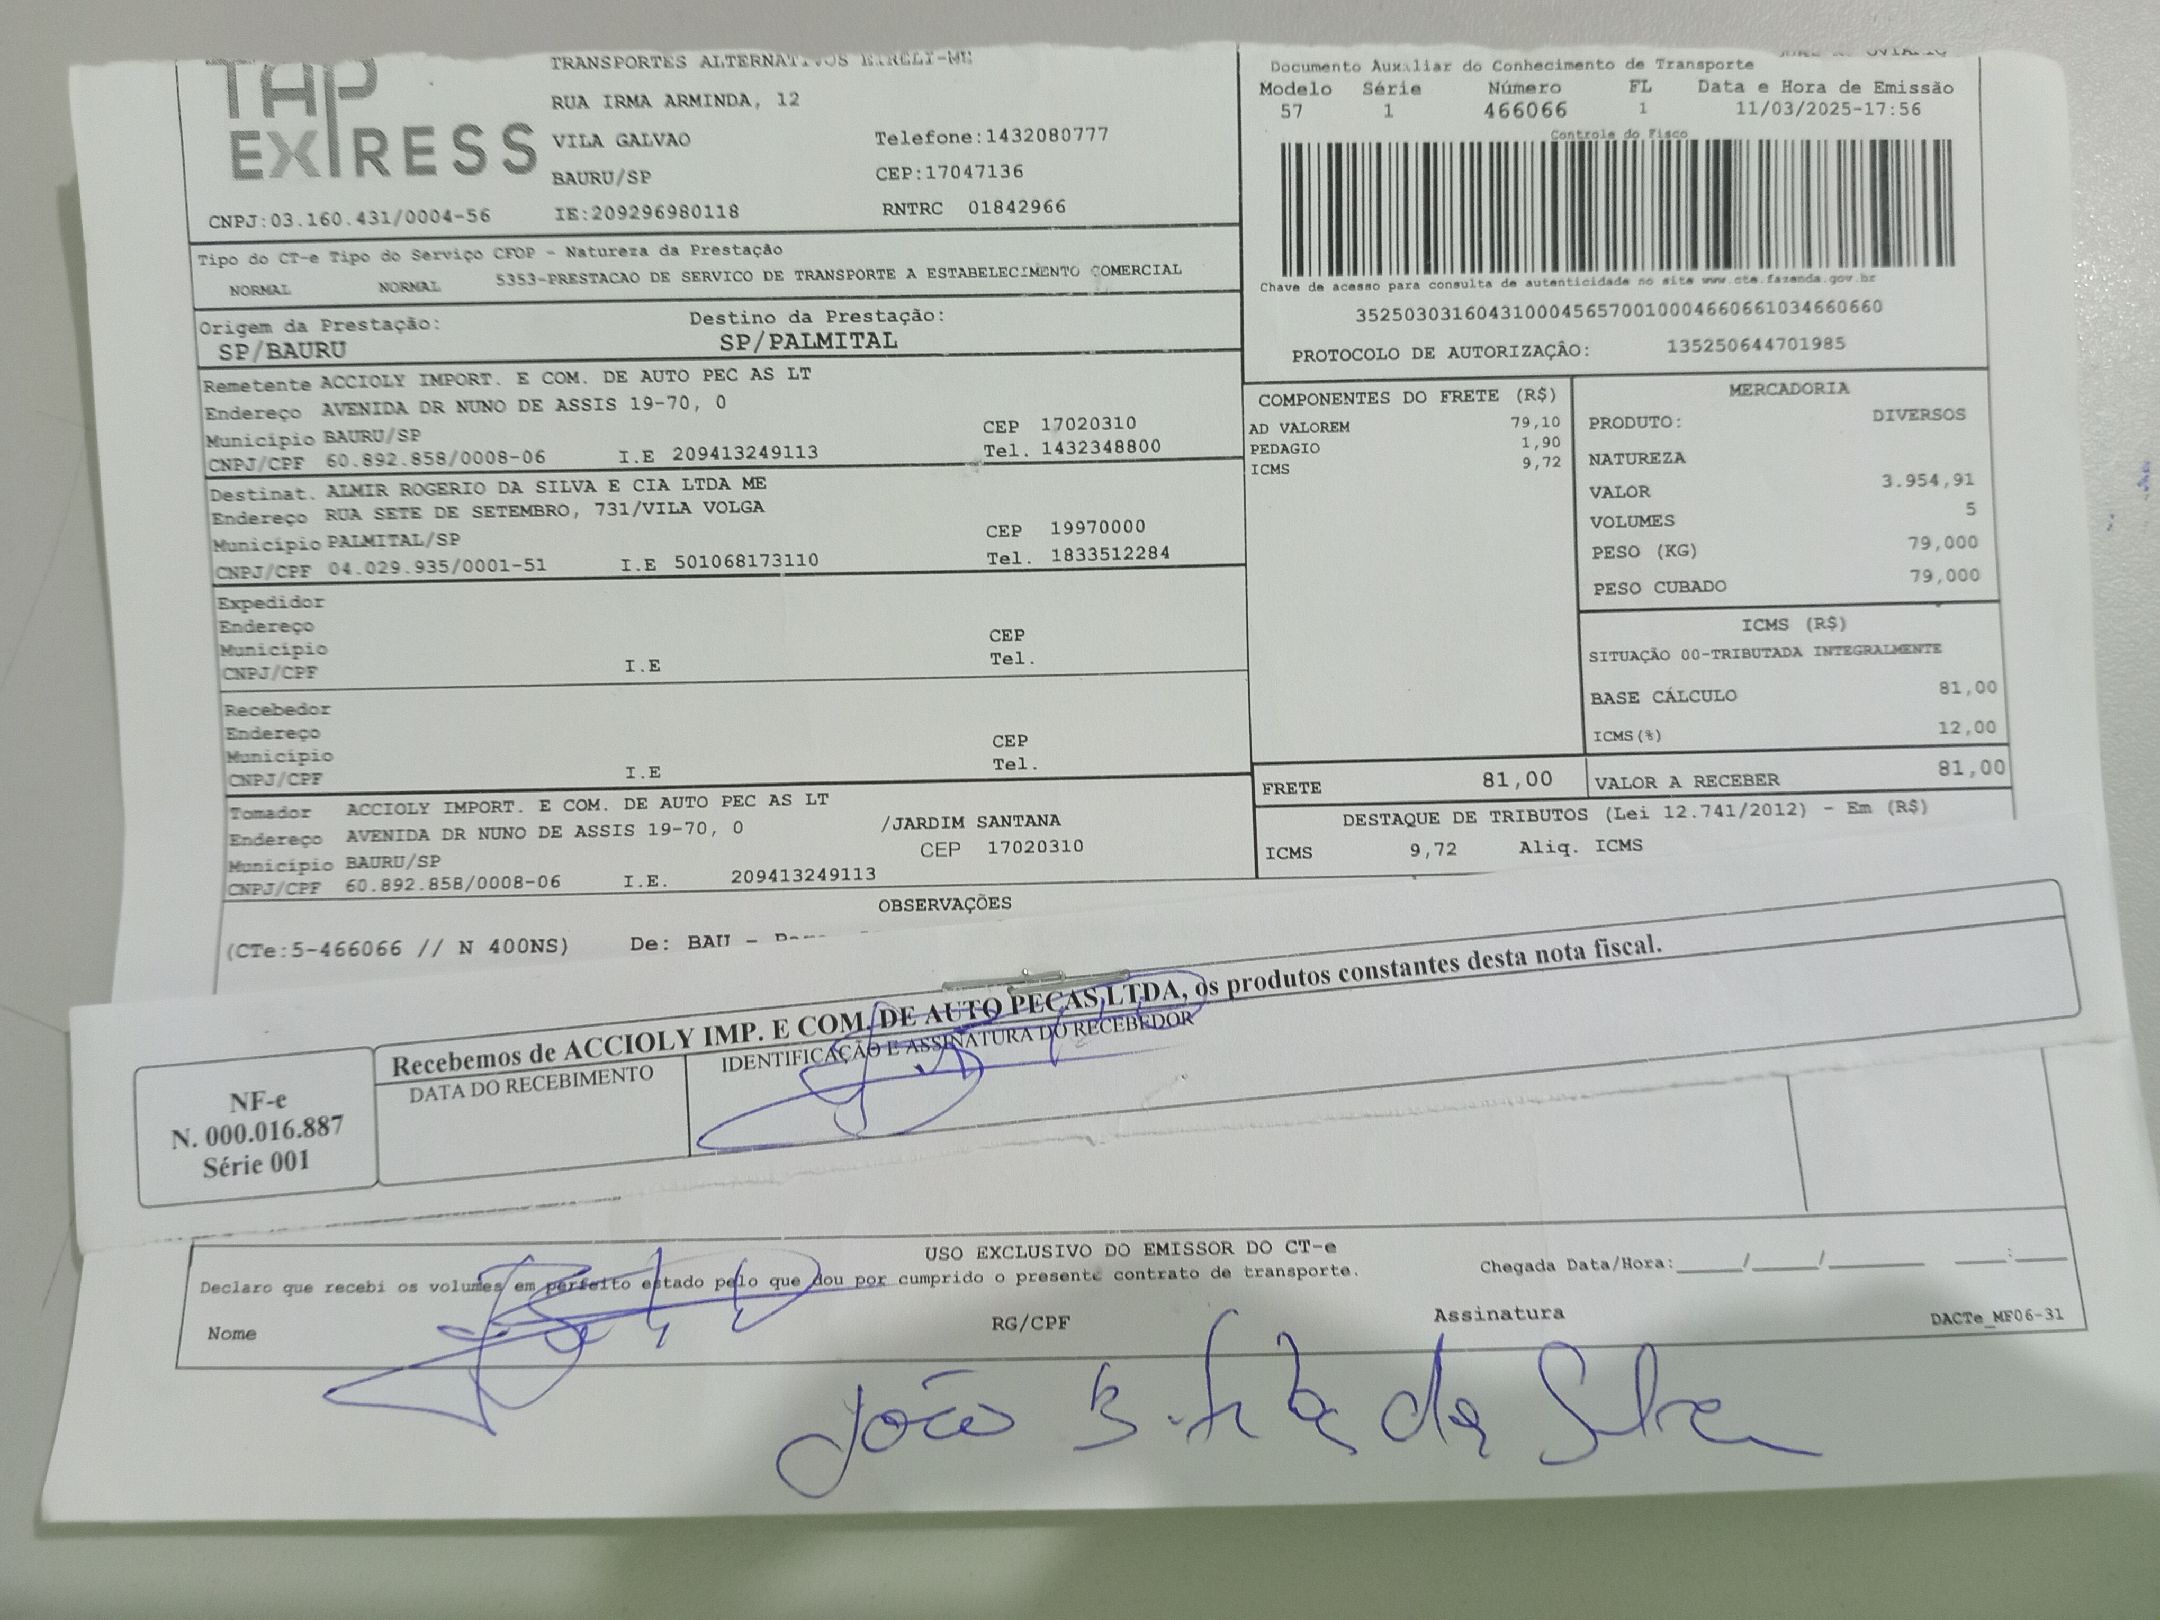 TAP
EXPRESS
TRANSPORTES ALTERNATIVOS EIRELI-ME
RUA IRMA ARMINDA, 12
VILA GALVAO Telefone:1432080777
BAURU/SP CEP:17047136
CNPJ:03.160.431/0004-56 IE:209296980118 RNTRC 01842966
Documento Auxiliar do Conhecimento de Transporte
Modelo Série Número FL Data e Hora de Emissão
57 1 466066 1 11/03/2025-17:56
Controle do Fisco
Chave de acesso para consulta de autenticidade no site www.cte.fazenda.gov.br
35250303160431000456570010004660661034660660
PROTOCOLO DE AUTORIZAÇÂO: 135250644701985
Tipo do CT-e Tipo do Serviço CFOP - Natureza da Prestação
NORMAL NORMAL 5353-PRESTACAO DE SERVICO DE TRANSPORTE A ESTABELECIMENTO COMERCIAL
Origem da Prestação: Destino da Prestação:
SP/BAURU SP/PALMITAL
Remetente ACCIOLY IMPORT. E COM. DE AUTO PEC AS LT
Endereço AVENIDA DR NUNO DE ASSIS 19-70, 0
Município BAURU/SP CEP 17020310
CNPJ/CPF 60.892.858/0008-06 I.E 209413249113 Tel. 1432348800
Destinat. ALMIR ROGERIO DA SILVA E CIA LTDA ME
Endereço RUA SETE DE SETEMBRO, 731/VILA VOLGA
Município PALMITAL/SP CEP 19970000
CNPJ/CPF 04.029.935/0001-51 I.E 501068173110 Tel. 1833512284
Expedidor
Endereço
Município CEP
CNPJ/CPF I.E Tel.
Recebedor
Endereço
Município CEP
CNPJ/CPF I.E Tel.
Tomador ACCIOLY IMPORT. E COM. DE AUTO PEC AS LT
Endereço AVENIDA DR NUNO DE ASSIS 19-70, 0 /JARDIM SANTANA
Município BAURU/SP CEP 17020310
CNPJ/CPF 60.892.858/0008-06 I.E. 209413249113
COMPONENTES DO FRETE (R$)
AD VALOREM 79,10
PEDAGIO 1,90
ICMS 9,72
MERCADORIA
PRODUTO: DIVERSOS
NATUREZA
VALOR 3.954,91
VOLUMES 5
PESO (KG) 79,000
PESO CUBADO 79,000
ICMS (R$)
SITUAÇÃO 00-TRIBUTADA INTEGRALMENTE
BASE CÁLCULO 81,00
ICMS(%) 12,00
FRETE 81,00 VALOR A RECEBER 81,00
DESTAQUE DE TRIBUTOS (Lei 12.741/2012) - Em (R$)
ICMS 9,72 Aliq. ICMS
OBSERVAÇÕES
(CTe:5-466066 // N 400NS) De: BAU -
Recebemos de ACCIOLY IMP. E COM. DE AUTO PEÇAS LTDA, os produtos constantes desta nota fiscal.
DATA DO RECEBIMENTO IDENTIFICAÇÃO E ASSINATURA DO RECEBEDOR
NF-e
N. 000.016.887
Série 001
USO EXCLUSIVO DO EMISSOR DO CT-e
Declaro que recebi os volumes em perfeito estado pelo que dou por cumprido o presente contrato de transporte. Chegada Data/Hora:_____/_____/_______ ____:____
Nome RG/CPF Assinatura DACTe_MF06-31
João da Silva